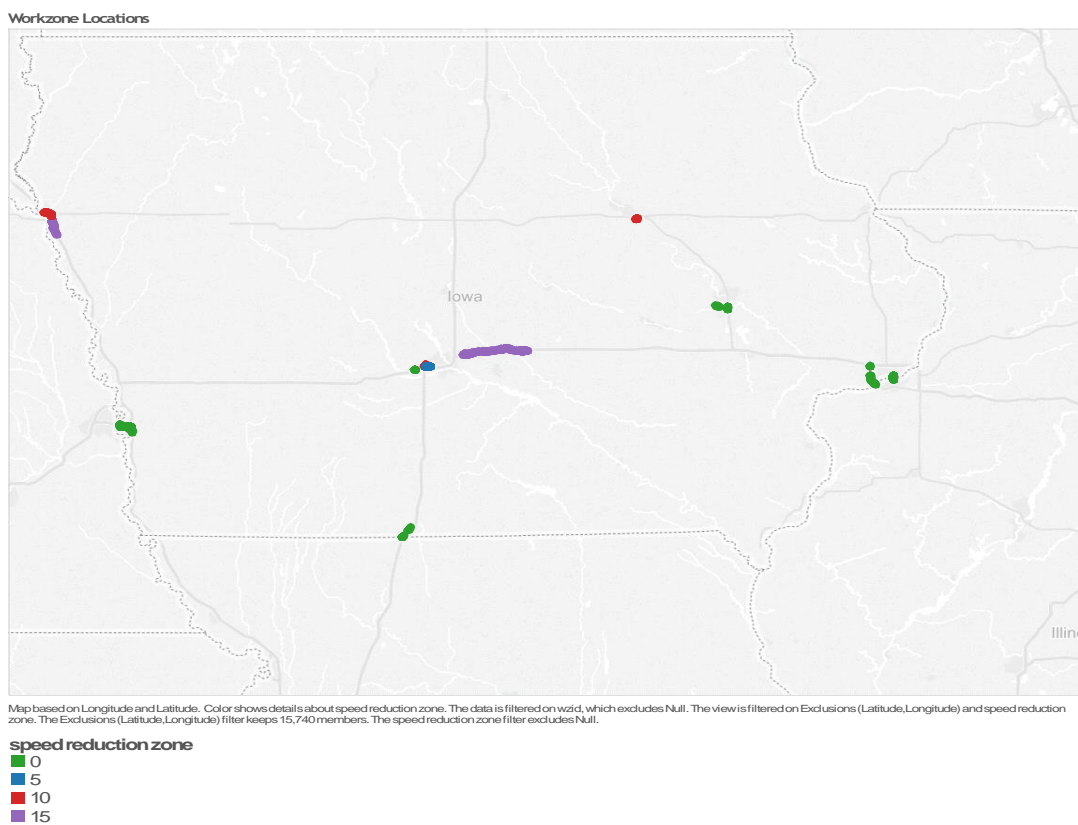 Workzone Locations
Iowa
Illin
Map based on Longitude and Latitude. Color shows details about speed reduction zone. The data is filtered on wzid, which excludes Null. The view is filtered on Exclusions (Latitude,Longitude) and speed reduction
zone. The Exclusions (Latitude,Longitude) filter keeps 15,740 members. The speed reduction zone filter excludes Null.
speed reduction zone
0
5
10
15